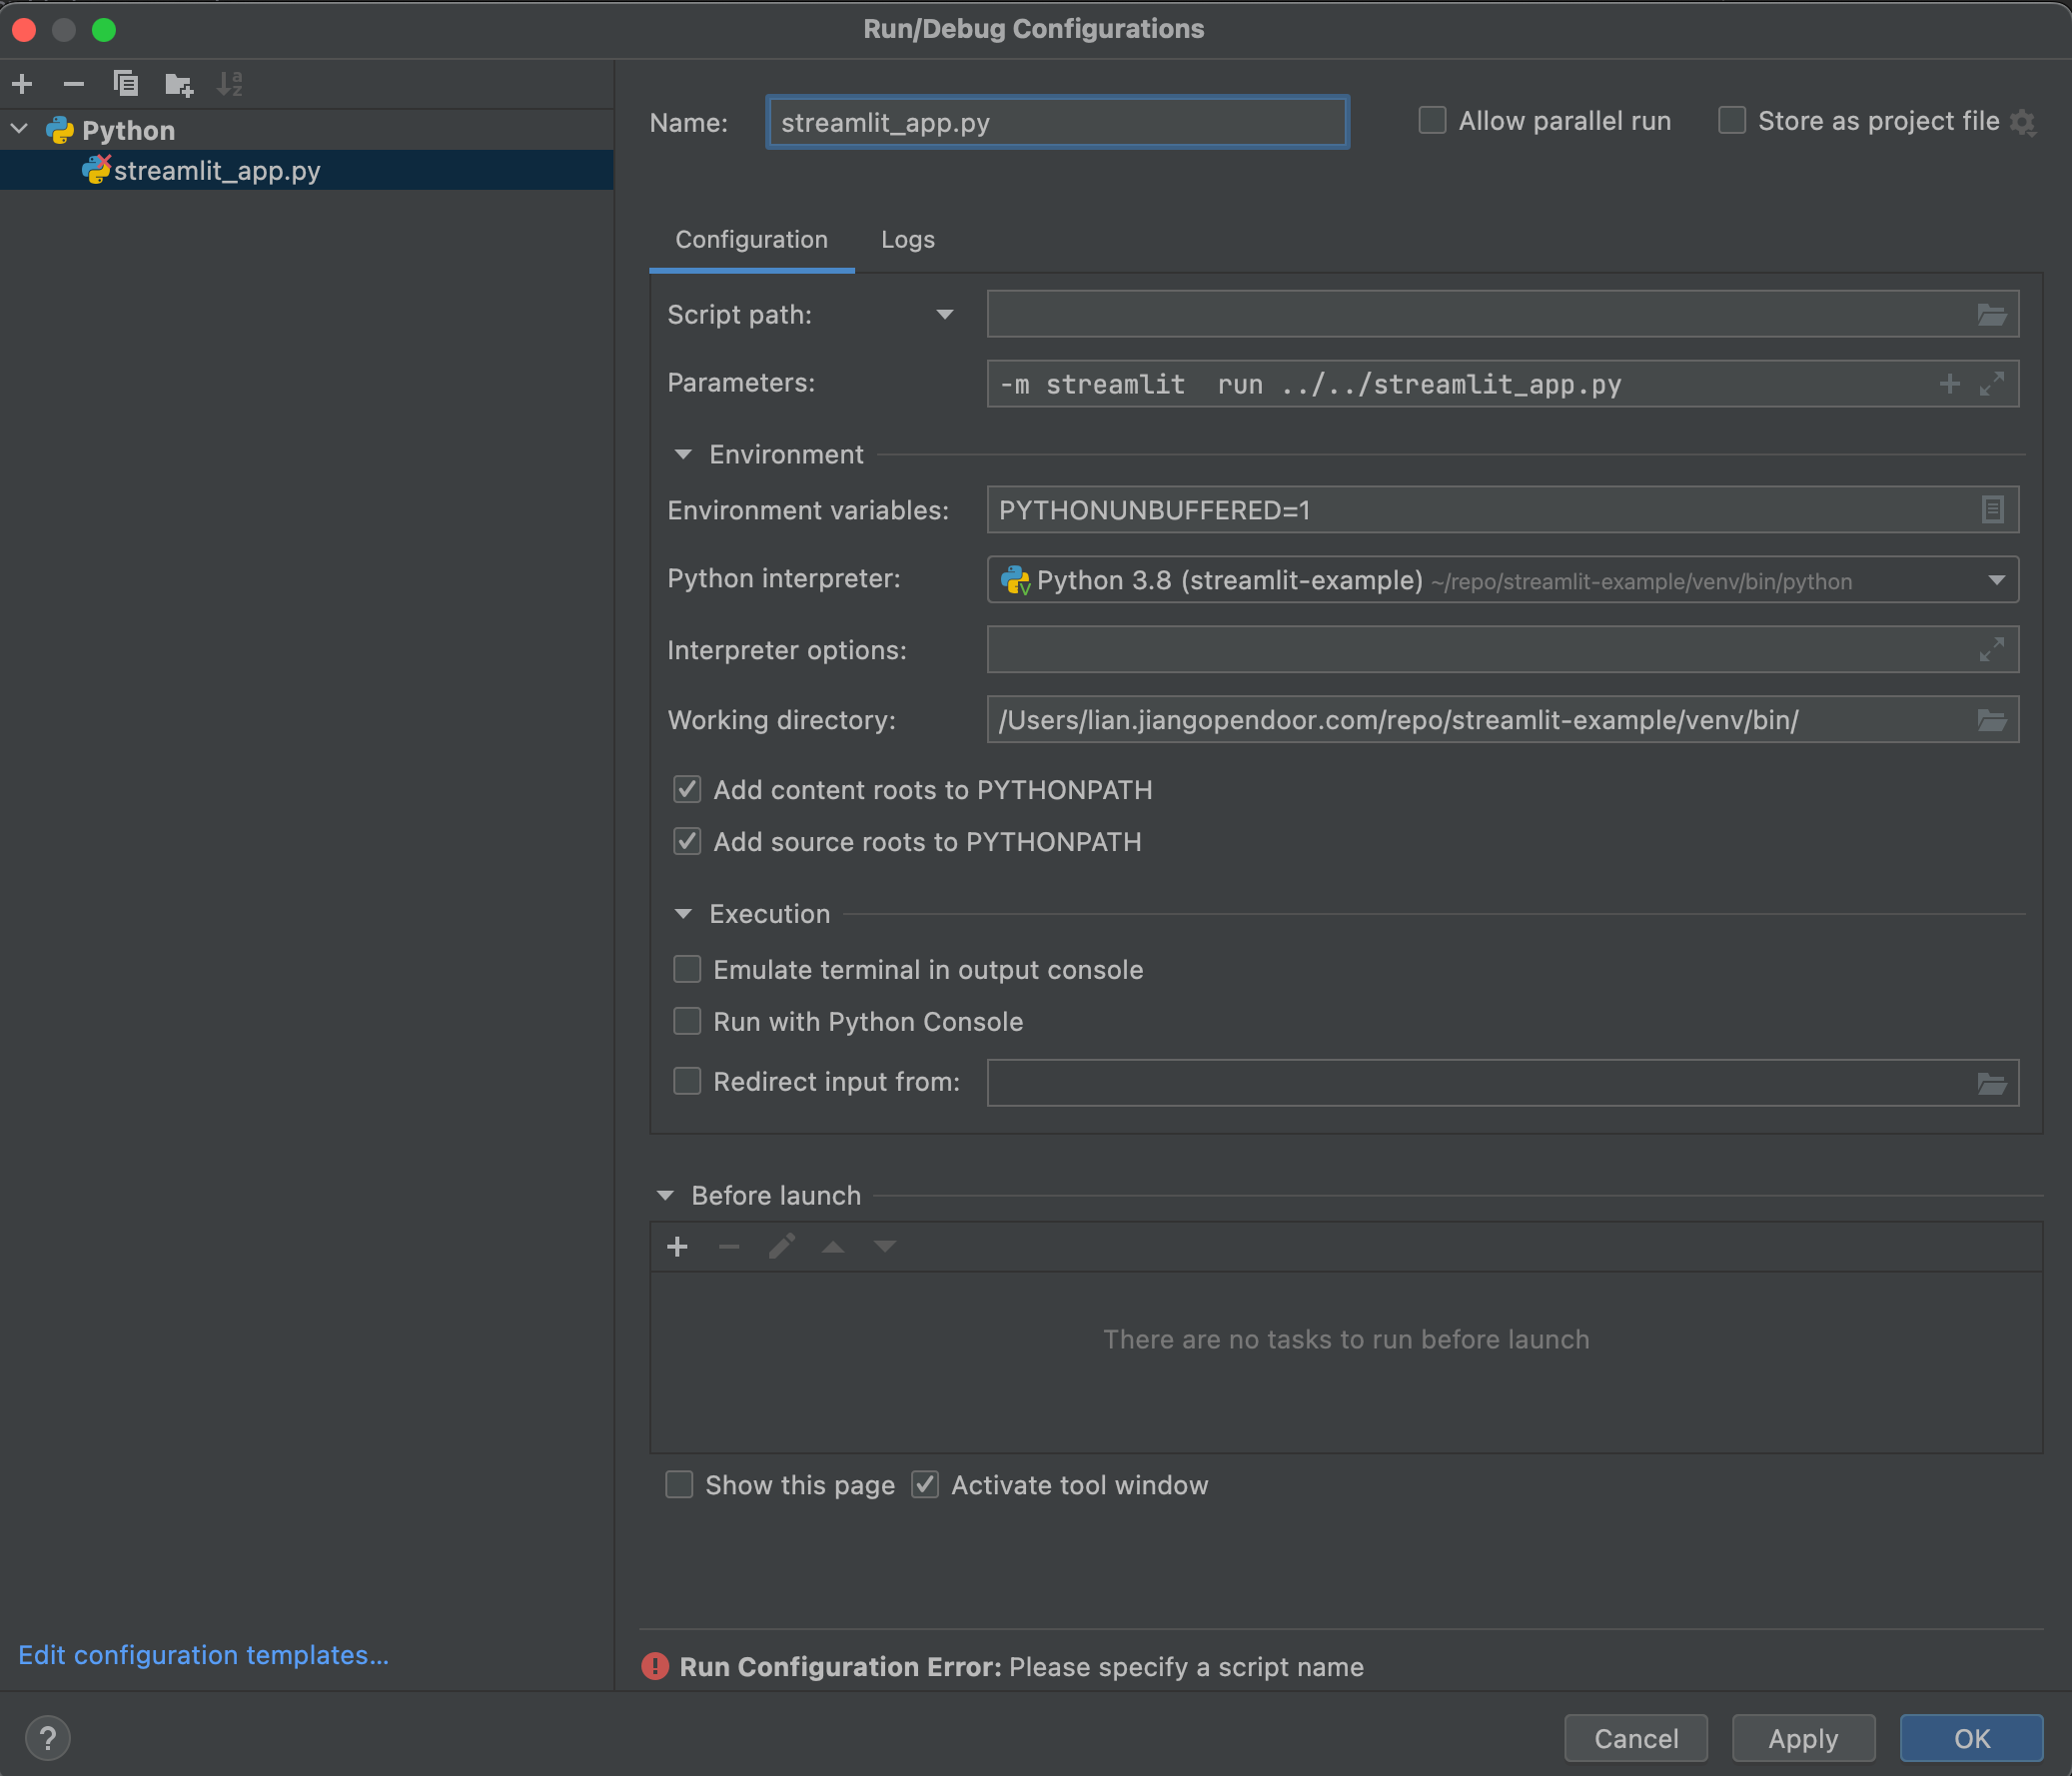 Run/Debug Configurations
Python
streamlit_app.py
Name: streamlit_app.py Allow parallel run Store as project file
Configuration Logs
Script path:
Parameters: -m streamlit  run ../../streamlit_app.py
Environment
Environment variables: PYTHONUNBUFFERED=1
Python interpreter: Python 3.8 (streamlit-example) ~/repo/streamlit-example/venv/bin/python
Interpreter options:
Working directory: /Users/lian.jiangopendoor.com/repo/streamlit-example/venv/bin/
Add content roots to PYTHONPATH
Add source roots to PYTHONPATH
Execution
Emulate terminal in output console
Run with Python Console
Redirect input from:
Before launch
There are no tasks to run before launch
Show this page Activate tool window
Edit configuration templates...
Run Configuration Error: Please specify a script name
? Cancel Apply OK